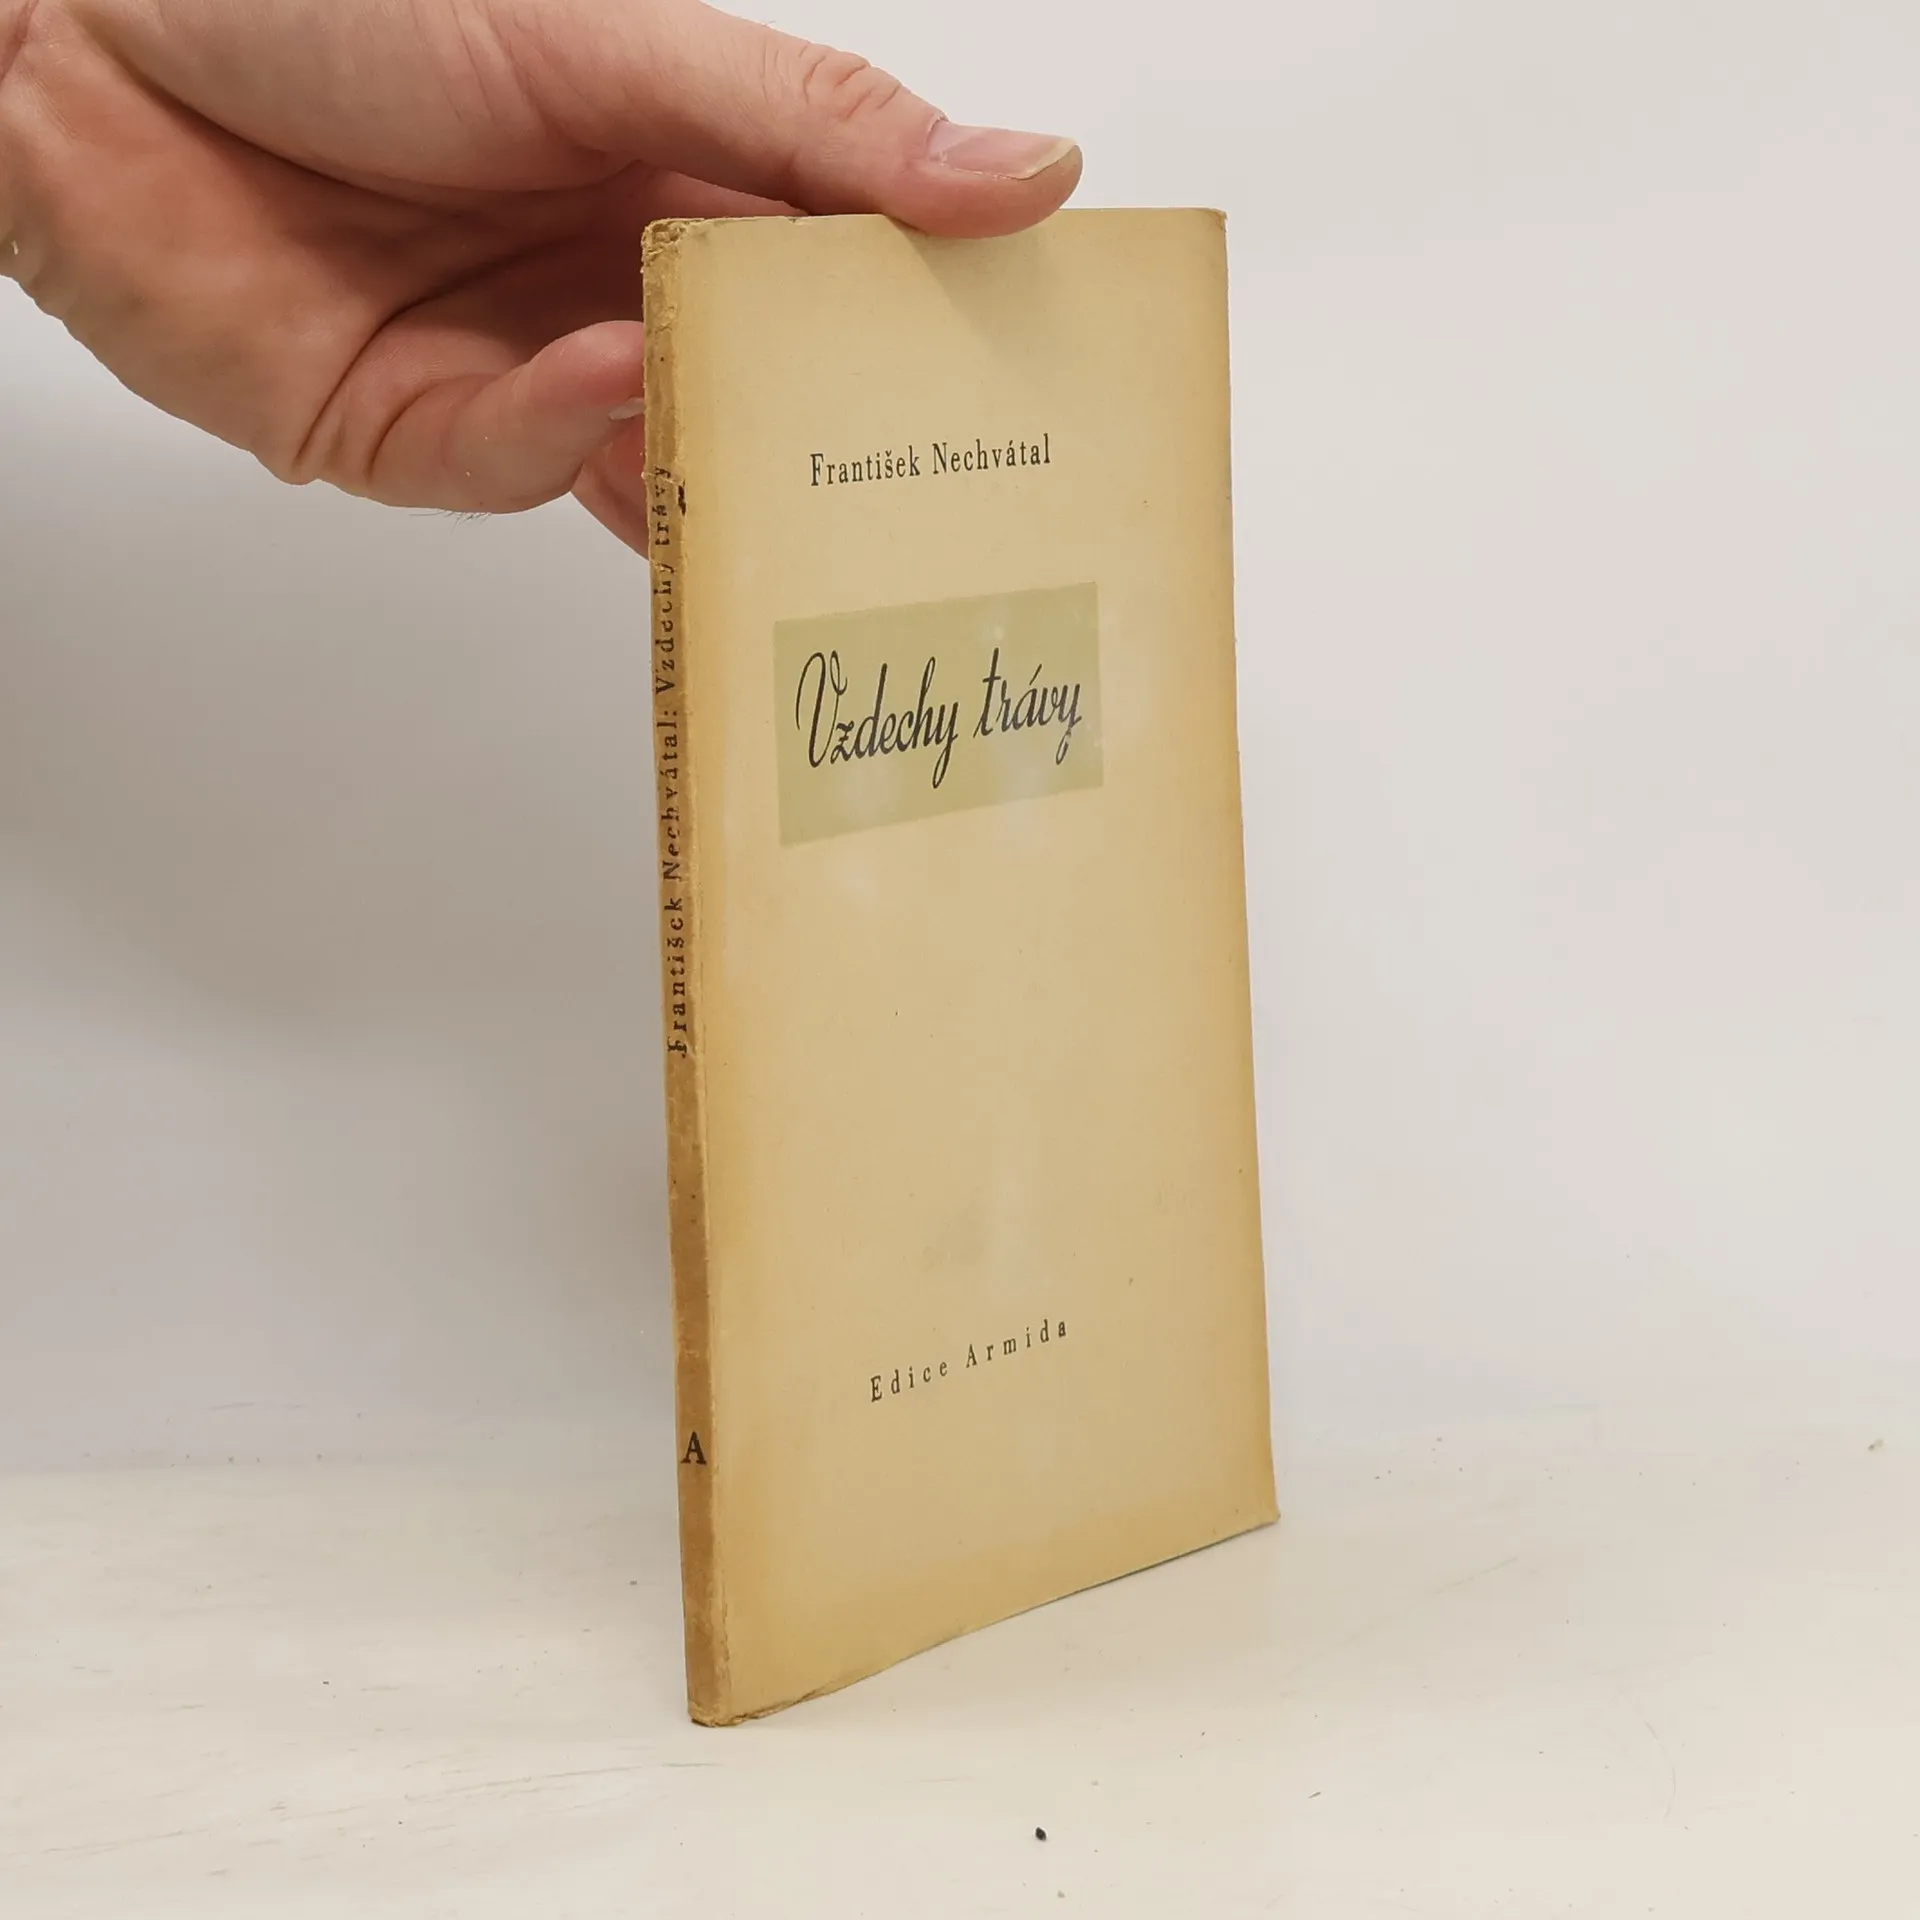 František Nechvátal
Vzdechy trávy
Edice Armida
František Nechvátal: Vzdechy trávy
A